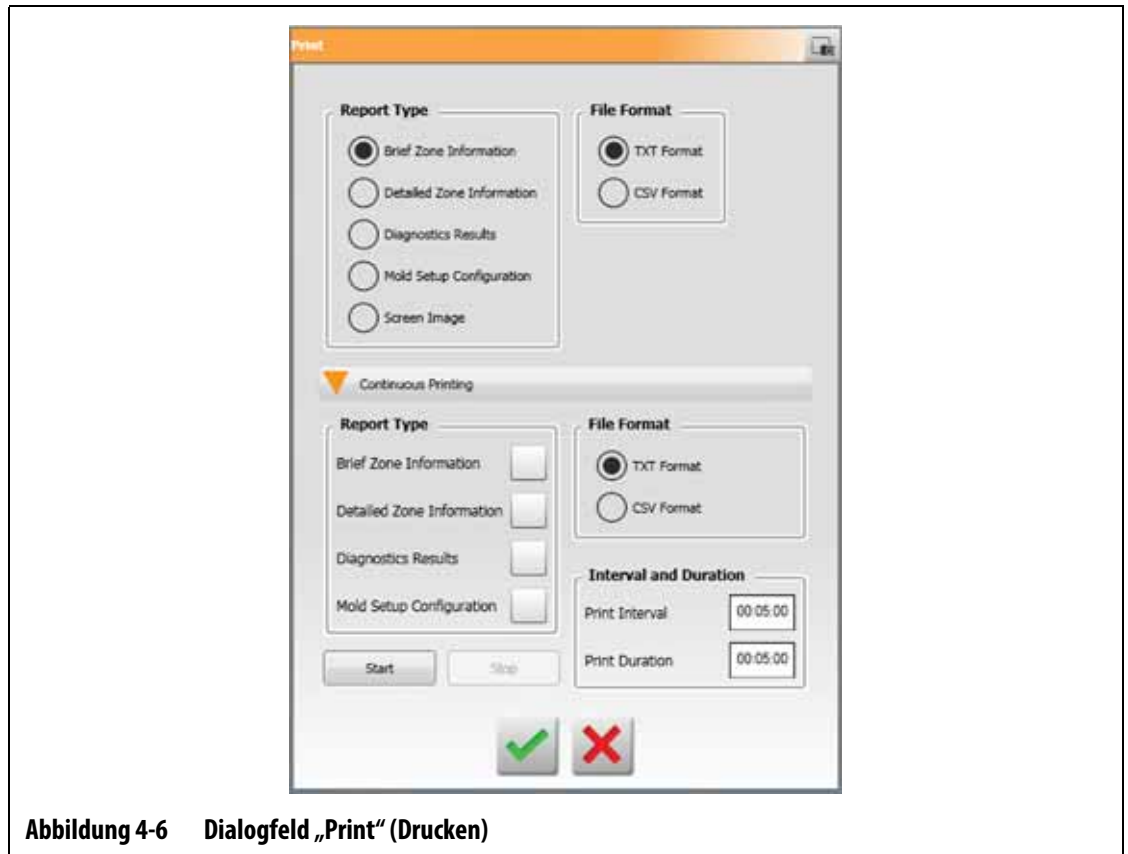 Print
Report Type
Brief Zone Information
Detailed Zone Information
Diagnostics Results
Mold Setup Configuration
Screen Image
File Format
TXT Format
CSV Format
Continuous Printing
Report Type
Brief Zone Information
Detailed Zone Information
Diagnostics Results
Mold Setup Configuration
File Format
TXT Format
CSV Format
Interval and Duration
Print Interval 00:05:00
Print Duration 00:05:00
Start
Stop
Abbildung 4-6 Dialogfeld „Print“ (Drucken)